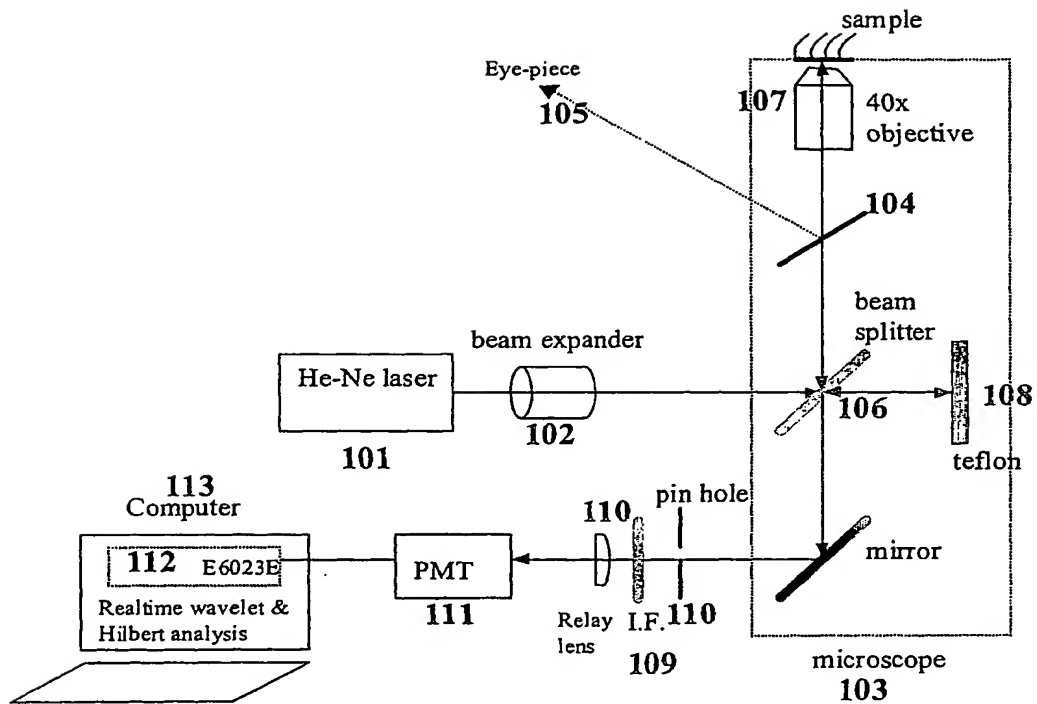 sample
Eye-piece
105
107
40x
objective
104
beam
splitter
beam expander
He-Ne laser
101
102
106
108
teflon
113
Computer
pin hole
110
112 E6023E
PMT
mirror
Realtime wavelet &
Hilbert analysis
111
Relay
lens
I.F.
110
109
microscope
103